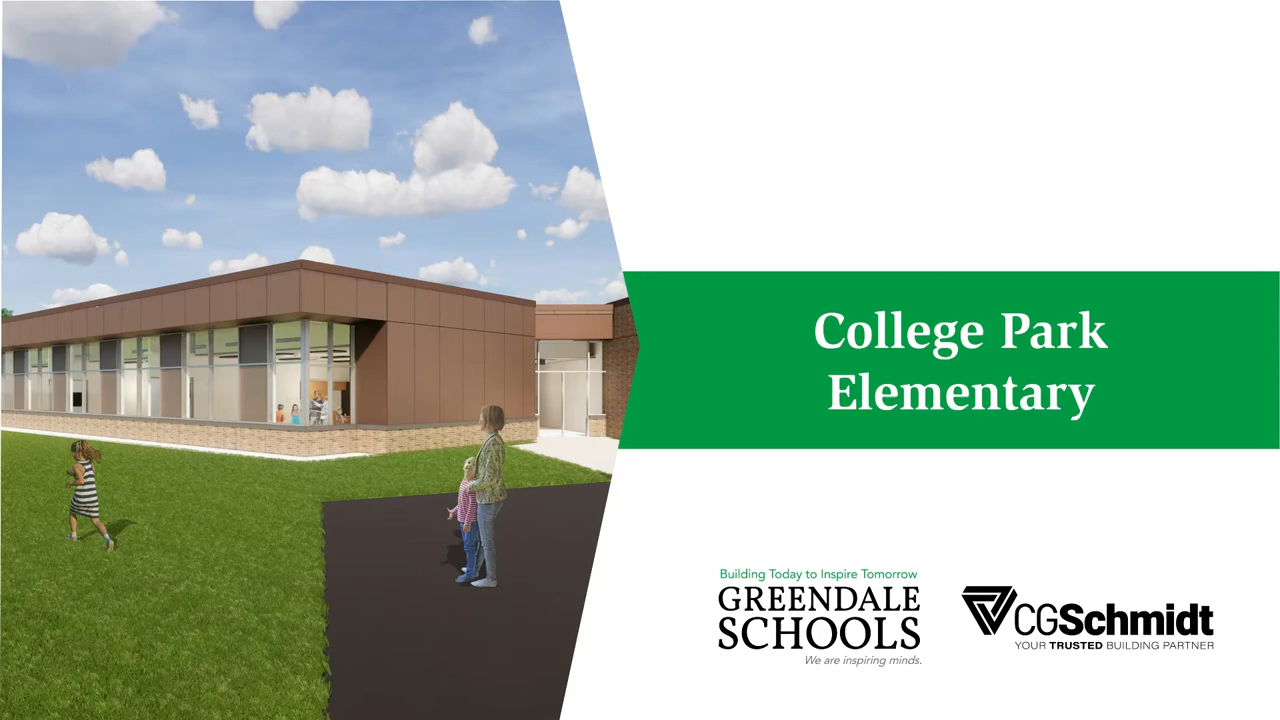 College Park
Elementary
Building Today to Inspire Tomorrow
GREENDALE
SCHOOLS
We are inspiring minds.
CGSchmidt
YOUR TRUSTED BUILDING PARTNER